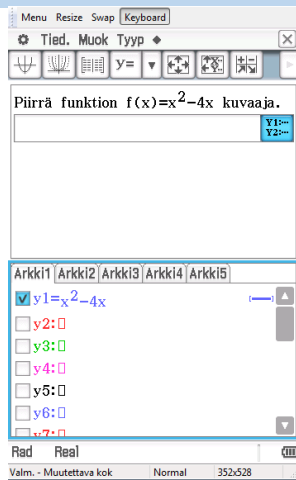 Menu Resize Swap Keyboard
Tied. Muok Tyyp
Y=
Piirrä funktion f(x)=x²-4x kuvaaja.
Y1:...
Y2:...
Arkki1 Arkki2 Arkki3 Arkki4 Arkki5
y1=x²-4x
y2:
y3:
y4:
y5:
y6:
y7:
Rad Real
Valm. - Muutettava kok Normal 352x528